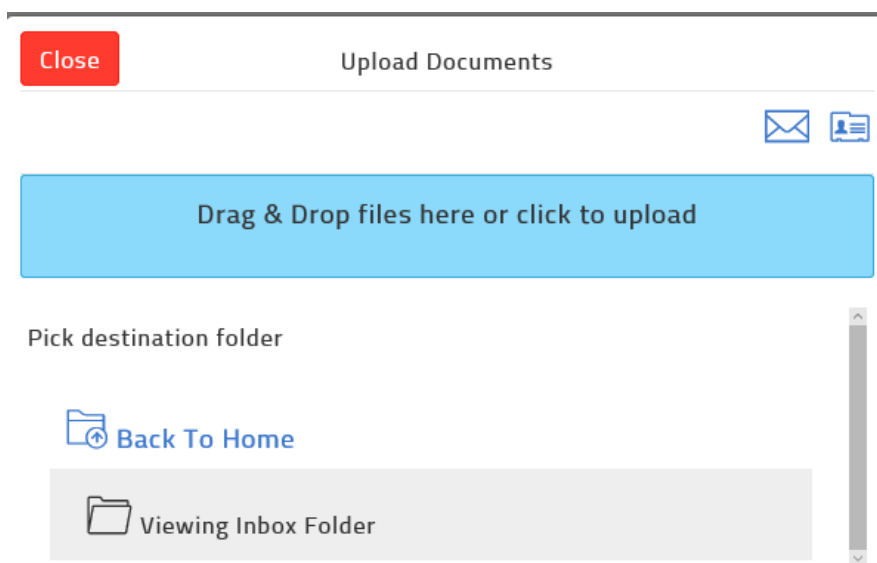 Close
Upload Documents
Drag & Drop files here or click to upload
Pick destination folder
Back To Home
Viewing Inbox Folder